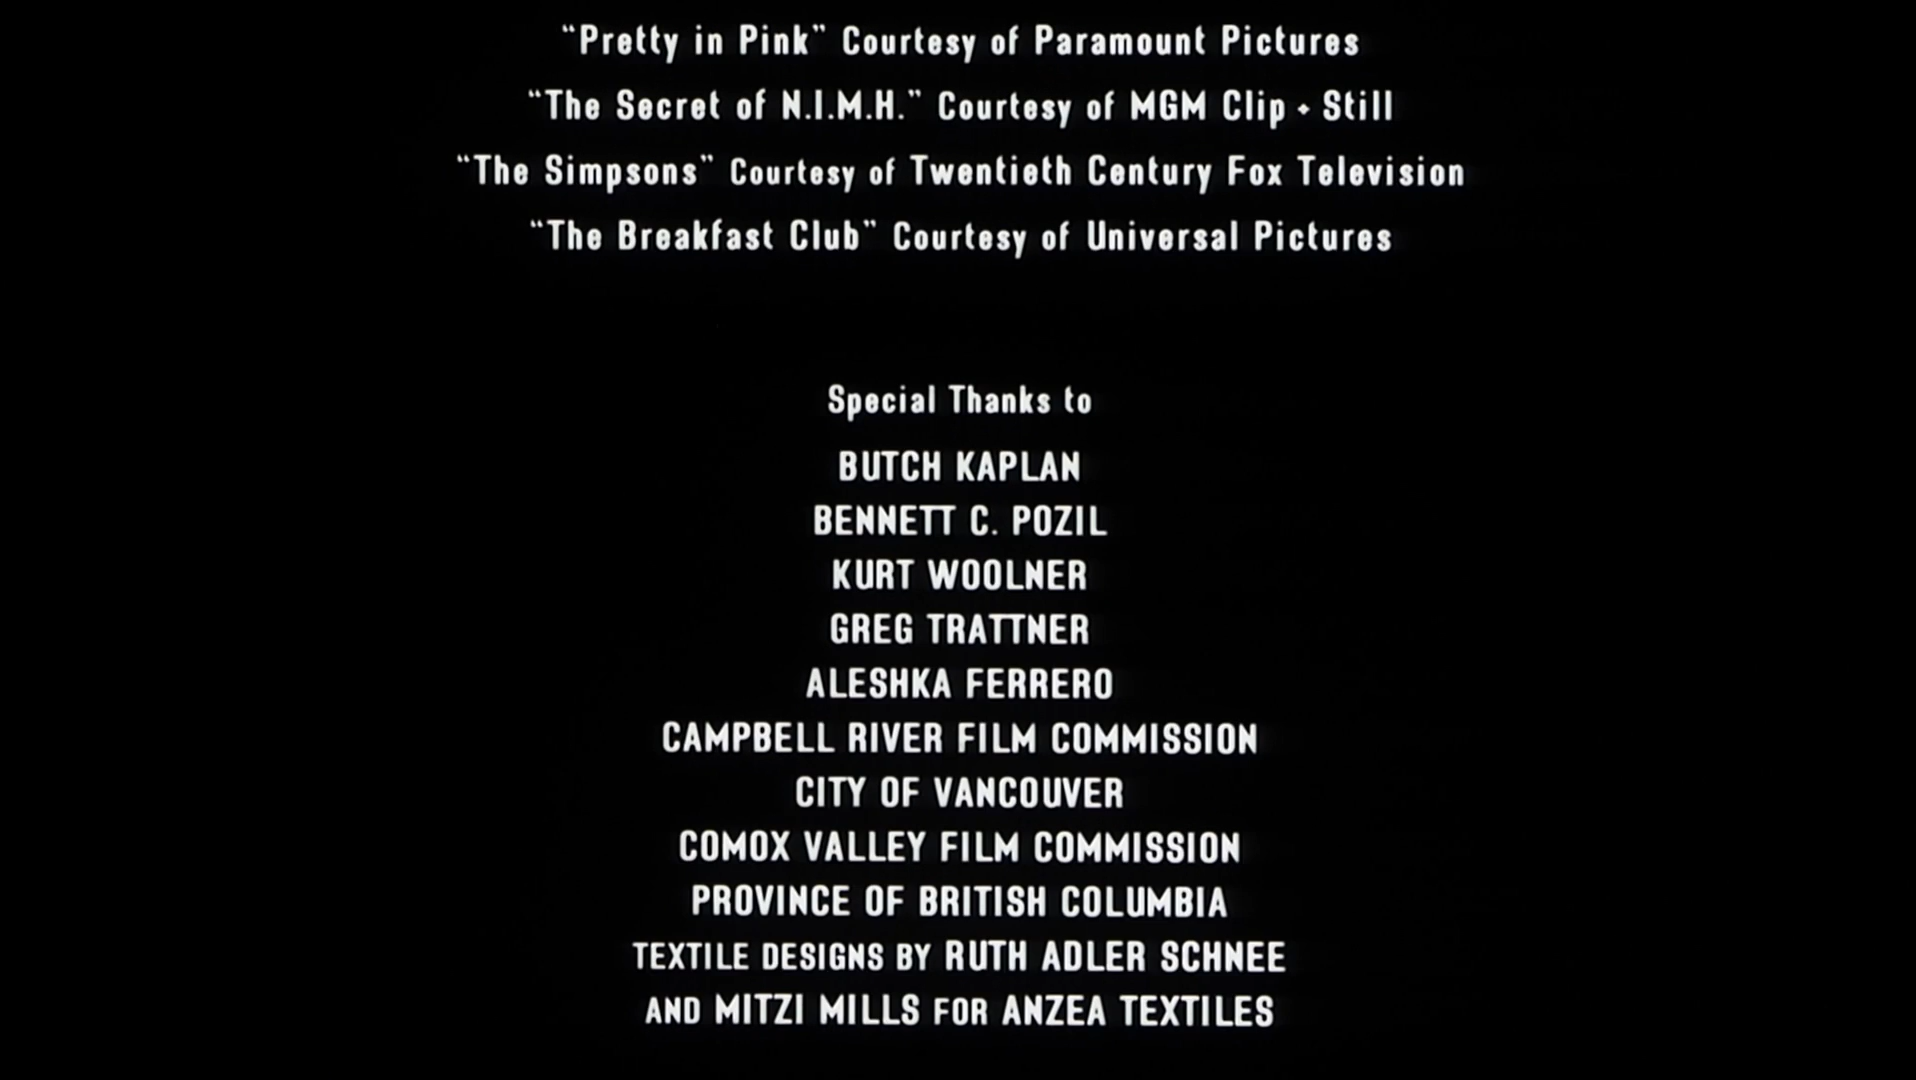 “Pretty in Pink” Courtesy of Paramount Pictures
“The Secret of N.I.M.H.” Courtesy of MGM Clip + Still
“The Simpsons” Courtesy of Twentieth Century Fox Television
“The Breakfast Club” Courtesy of Universal Pictures
Special Thanks to
BUTCH KAPLAN
BENNETT C. POZIL
KURT WOOLNER
GREG TRATTNER
ALESHKA FERRERO
CAMPBELL RIVER FILM COMMISSION
CITY OF VANCOUVER
COMOX VALLEY FILM COMMISSION
PROVINCE OF BRITISH COLUMBIA
TEXTILE DESIGNS BY RUTH ADLER SCHNEE
AND MITZI MILLS FOR ANZEA TEXTILES